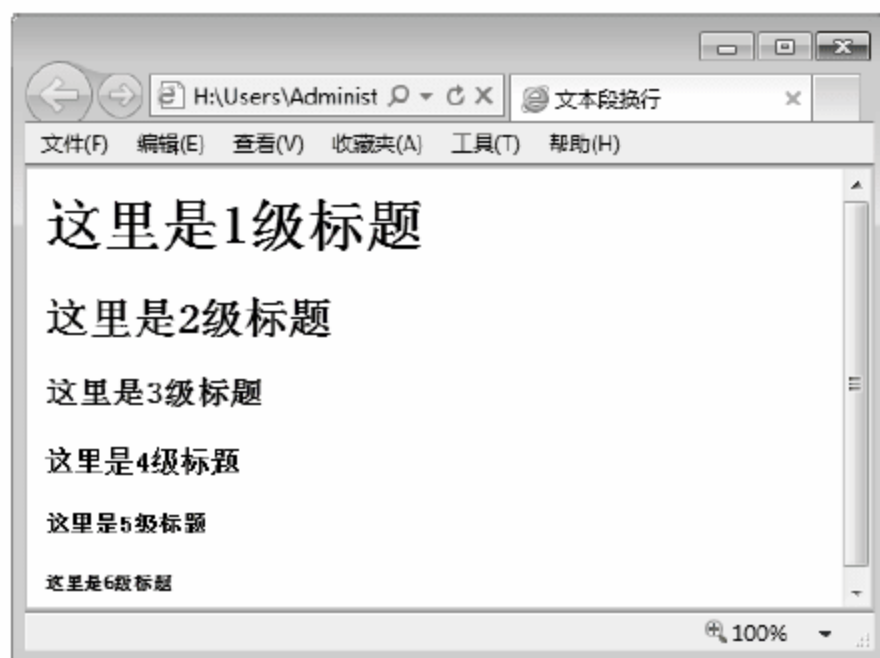 H:\Users\Administ
文本段换行
文件(F) 编辑(E) 查看(V) 收藏夹(A) 工具(T) 帮助(H)
这里是1级标题
这里是2级标题
这里是3级标题
这里是4级标题
这里是5级标题
这里是6级标题
100%